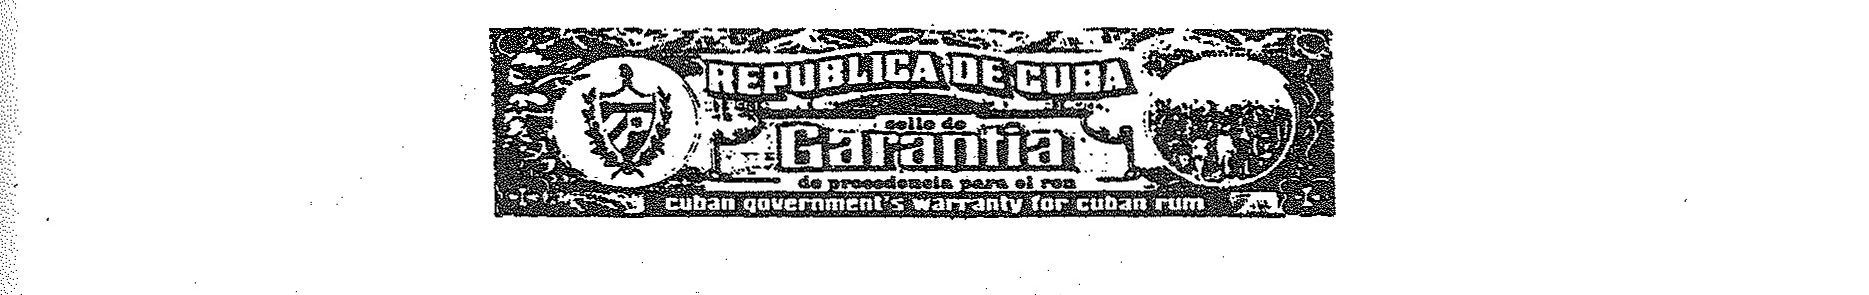 REPUBLICA DE CUBA
sello de
Garantia
de procedencia para el ron
cuban government's warranty for cuban rum